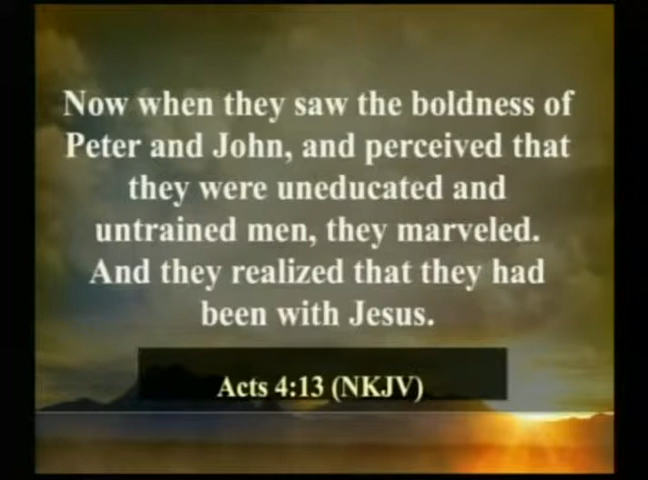 Now when they saw the boldness of
Peter and John, and perceived that
they were uneducated and
untrained men, they marveled.
And they realized that they had
been with Jesus.
Acts 4:13 (NKJV)